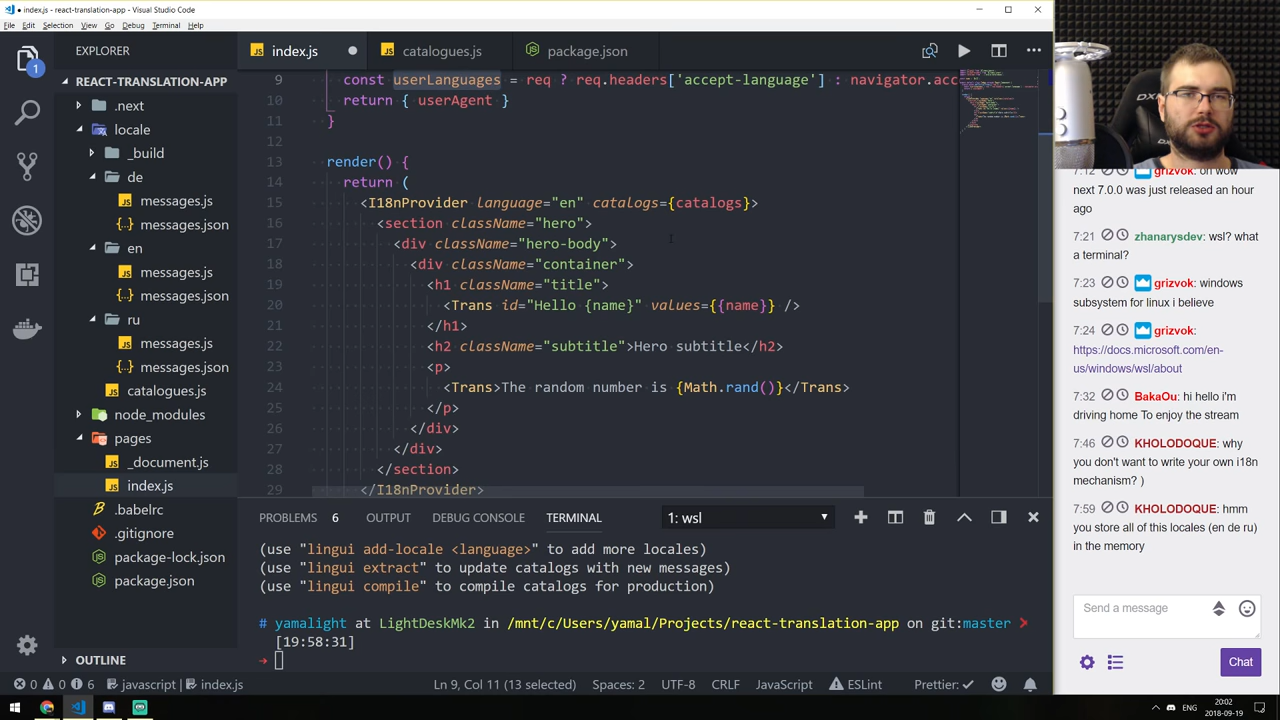 index.js - react-translation-app - Visual Studio Code
File Edit Selection View Go Debug Terminal Help
EXPLORER
index.js
catalogues.js
package.json
REACT-TRANSLATION-APP
.next
locale
_build
de
messages.js
messages.json
en
messages.js
messages.json
ru
messages.js
messages.json
catalogues.js
node_modules
pages
_document.js
index.js
.babelrc
.gitignore
package-lock.json
package.json
OUTLINE
1
9 const userLanguages = req ? req.headers['accept-language'] : navigator.acc
10 return { userAgent }
11 }
12
13 render() {
14 return (
15 <I18nProvider language="en" catalogs={catalogs}>
16 <section className="hero">
17 <div className="hero-body">
18 <div className="container">
19 <h1 className="title">
20 <Trans id="Hello {name}" values={{name}} />
21 </h1>
22 <h2 className="subtitle">Hero subtitle</h2>
23 <p>
24 <Trans>The random number is {Math.rand()}</Trans>
25 </p>
26 </div>
27 </div>
28 </section>
29 </I18nProvider>
PROBLEMS 6 OUTPUT DEBUG CONSOLE TERMINAL 1: wsl
(use "lingui add-locale <language>" to add more locales)
(use "lingui extract" to update catalogs with new messages)
(use "lingui compile" to compile catalogs for production)
# yamalight at LightDeskMk2 in /mnt/c/Users/yamal/Projects/react-translation-app on git:master
[19:58:31]
0 0 6 javascript index.js Ln 9, Col 11 (13 selected) Spaces: 2 UTF-8 CRLF JavaScript ESLint Prettier:
7:12 grizvok: oh wow
next 7.0.0 was just released an hour
ago
7:21 zhanarysdev: wsl? what
a terminal?
7:23 grizvok: windows
subsystem for linux i believe
7:24 grizvok:
https://docs.microsoft.com/en-
us/windows/wsl/about
7:32 BakaOu: hi hello i'm
driving home To enjoy the stream
7:46 KHOLODOQUE: why
you don't want to write your own i18n
mechanism? )
7:59 KHOLODOQUE: hmm
you store all of this locales (en de ru)
in the memory
Send a message
Chat
ENG
20:02
2018-09-19